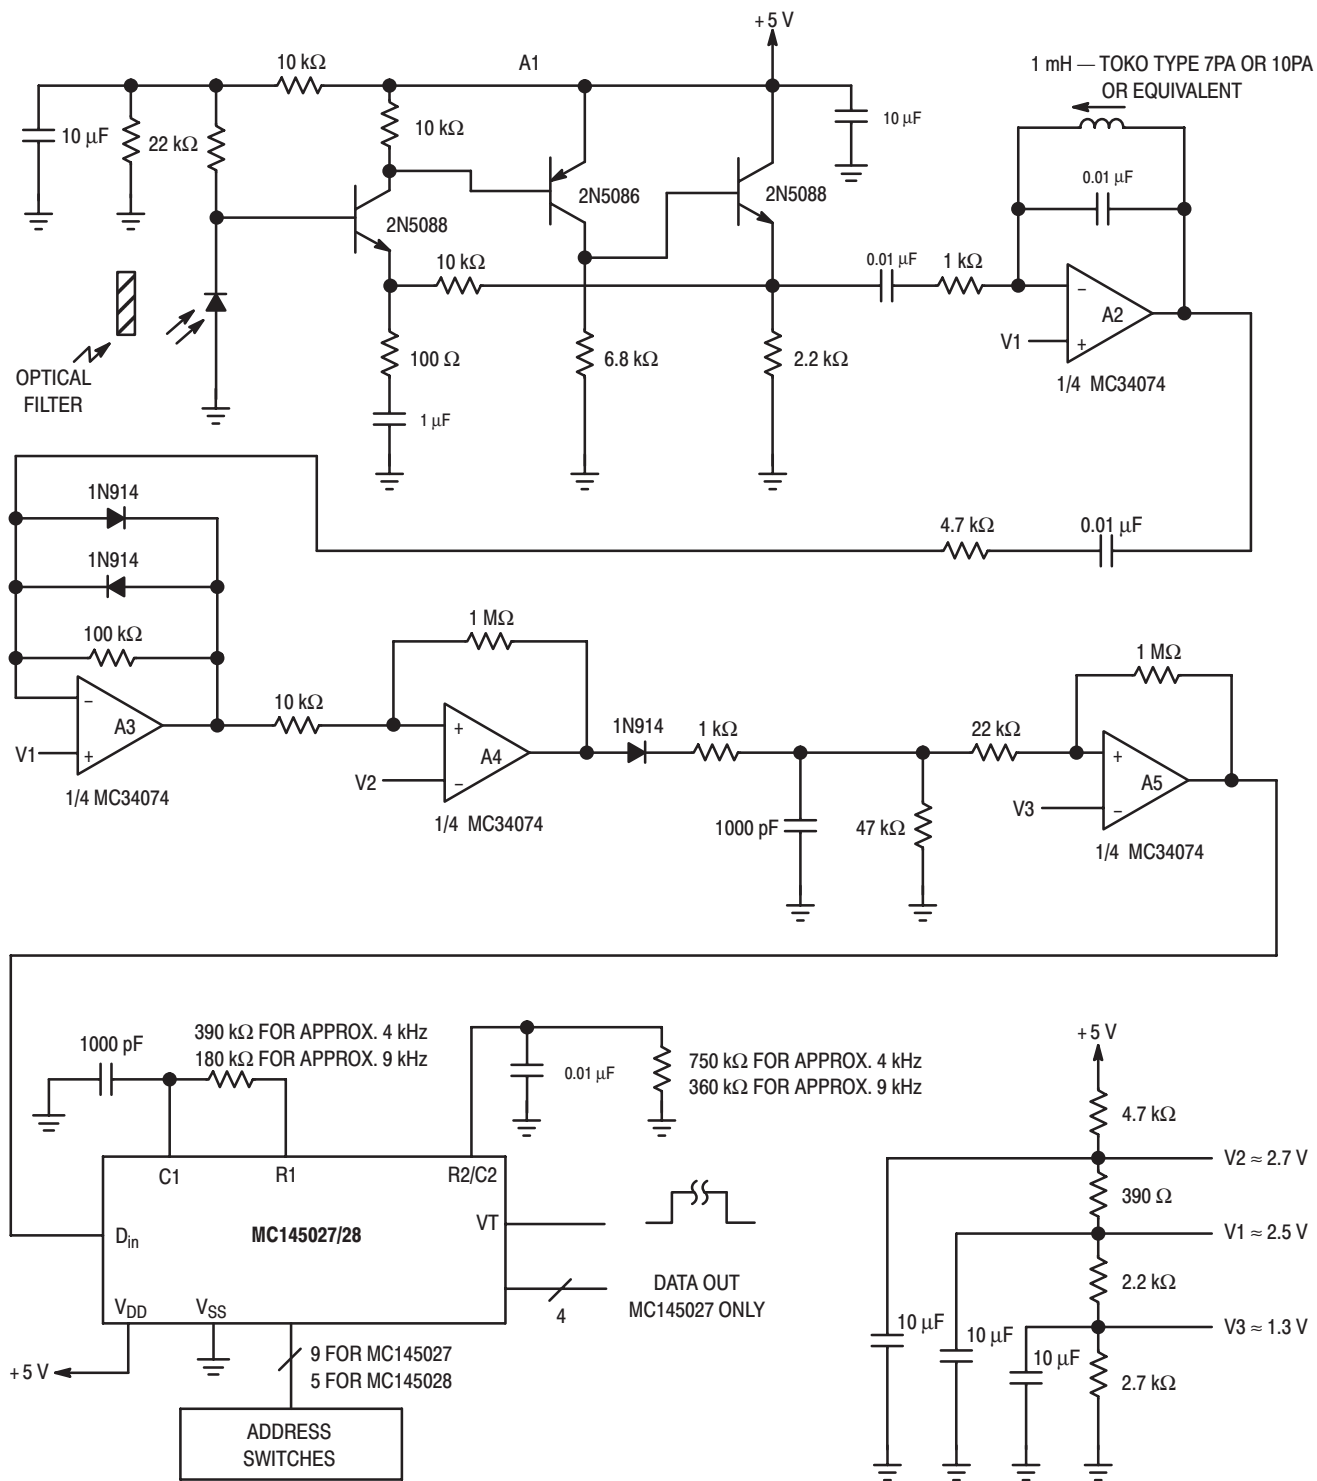 + 5 V
10 kΩ
A1
1 mH — TOKO TYPE 7PA OR 10PA
OR EQUIVALENT
10 μF
22 kΩ
10 kΩ
10 μF
0.01 μF
2N5088
2N5086
2N5088
10 kΩ
0.01 μF
1 kΩ
–
A2
V1
+
1/4 MC34074
OPTICAL
FILTER
100 Ω
6.8 kΩ
2.2 kΩ
1 μF
1N914
1N914
100 kΩ
4.7 kΩ
0.01 μF
–
A3
V1
+
1/4 MC34074
10 kΩ
1 MΩ
+
A4
V2
–
1/4 MC34074
1N914
1 kΩ
1000 pF
47 kΩ
22 kΩ
1 MΩ
+
A5
V3
–
1/4 MC34074
1000 pF
390 kΩ FOR APPROX. 4 kHz
180 kΩ FOR APPROX. 9 kHz
0.01 μF
750 kΩ FOR APPROX. 4 kHz
360 kΩ FOR APPROX. 9 kHz
C1
R1
R2/C2
Din
MC145027/28
VT
VDD
VSS
4
DATA OUT
MC145027 ONLY
+ 5 V
9 FOR MC145027
5 FOR MC145028
ADDRESS
SWITCHES
+ 5 V
4.7 kΩ
V2 ≈ 2.7 V
390 Ω
V1 ≈ 2.5 V
2.2 kΩ
V3 ≈ 1.3 V
10 μF
10 μF
10 μF
2.7 kΩ